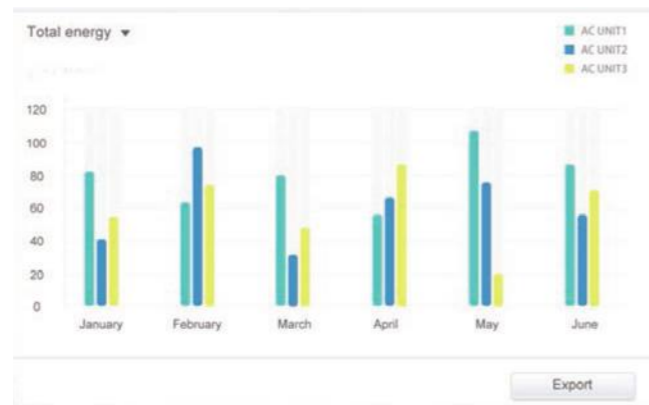 Total energy
AC UNIT1
AC UNIT2
AC UNIT3
120
100
80
60
40
20
0
January February March April May June
Export